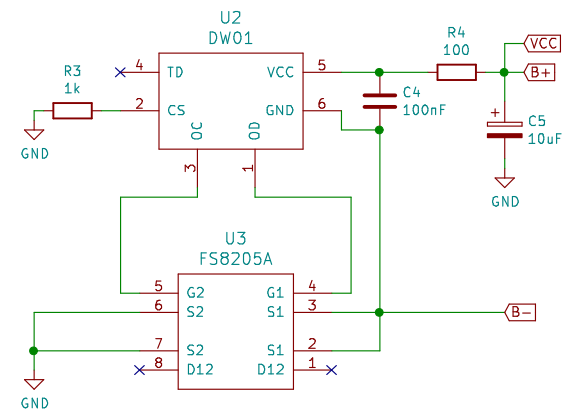 U2
DW01
R4
100
VCC
B+
4
TD
VCC
5
R3
1k
2
CS
GND
6
C4
100nF
C5
10uF
+
OC
OD
GND
3
1
GND
U3
FS8205A
5
G2
G1
4
6
S2
S1
3
B-
7
S2
S1
2
8
D12
D12
1
GND